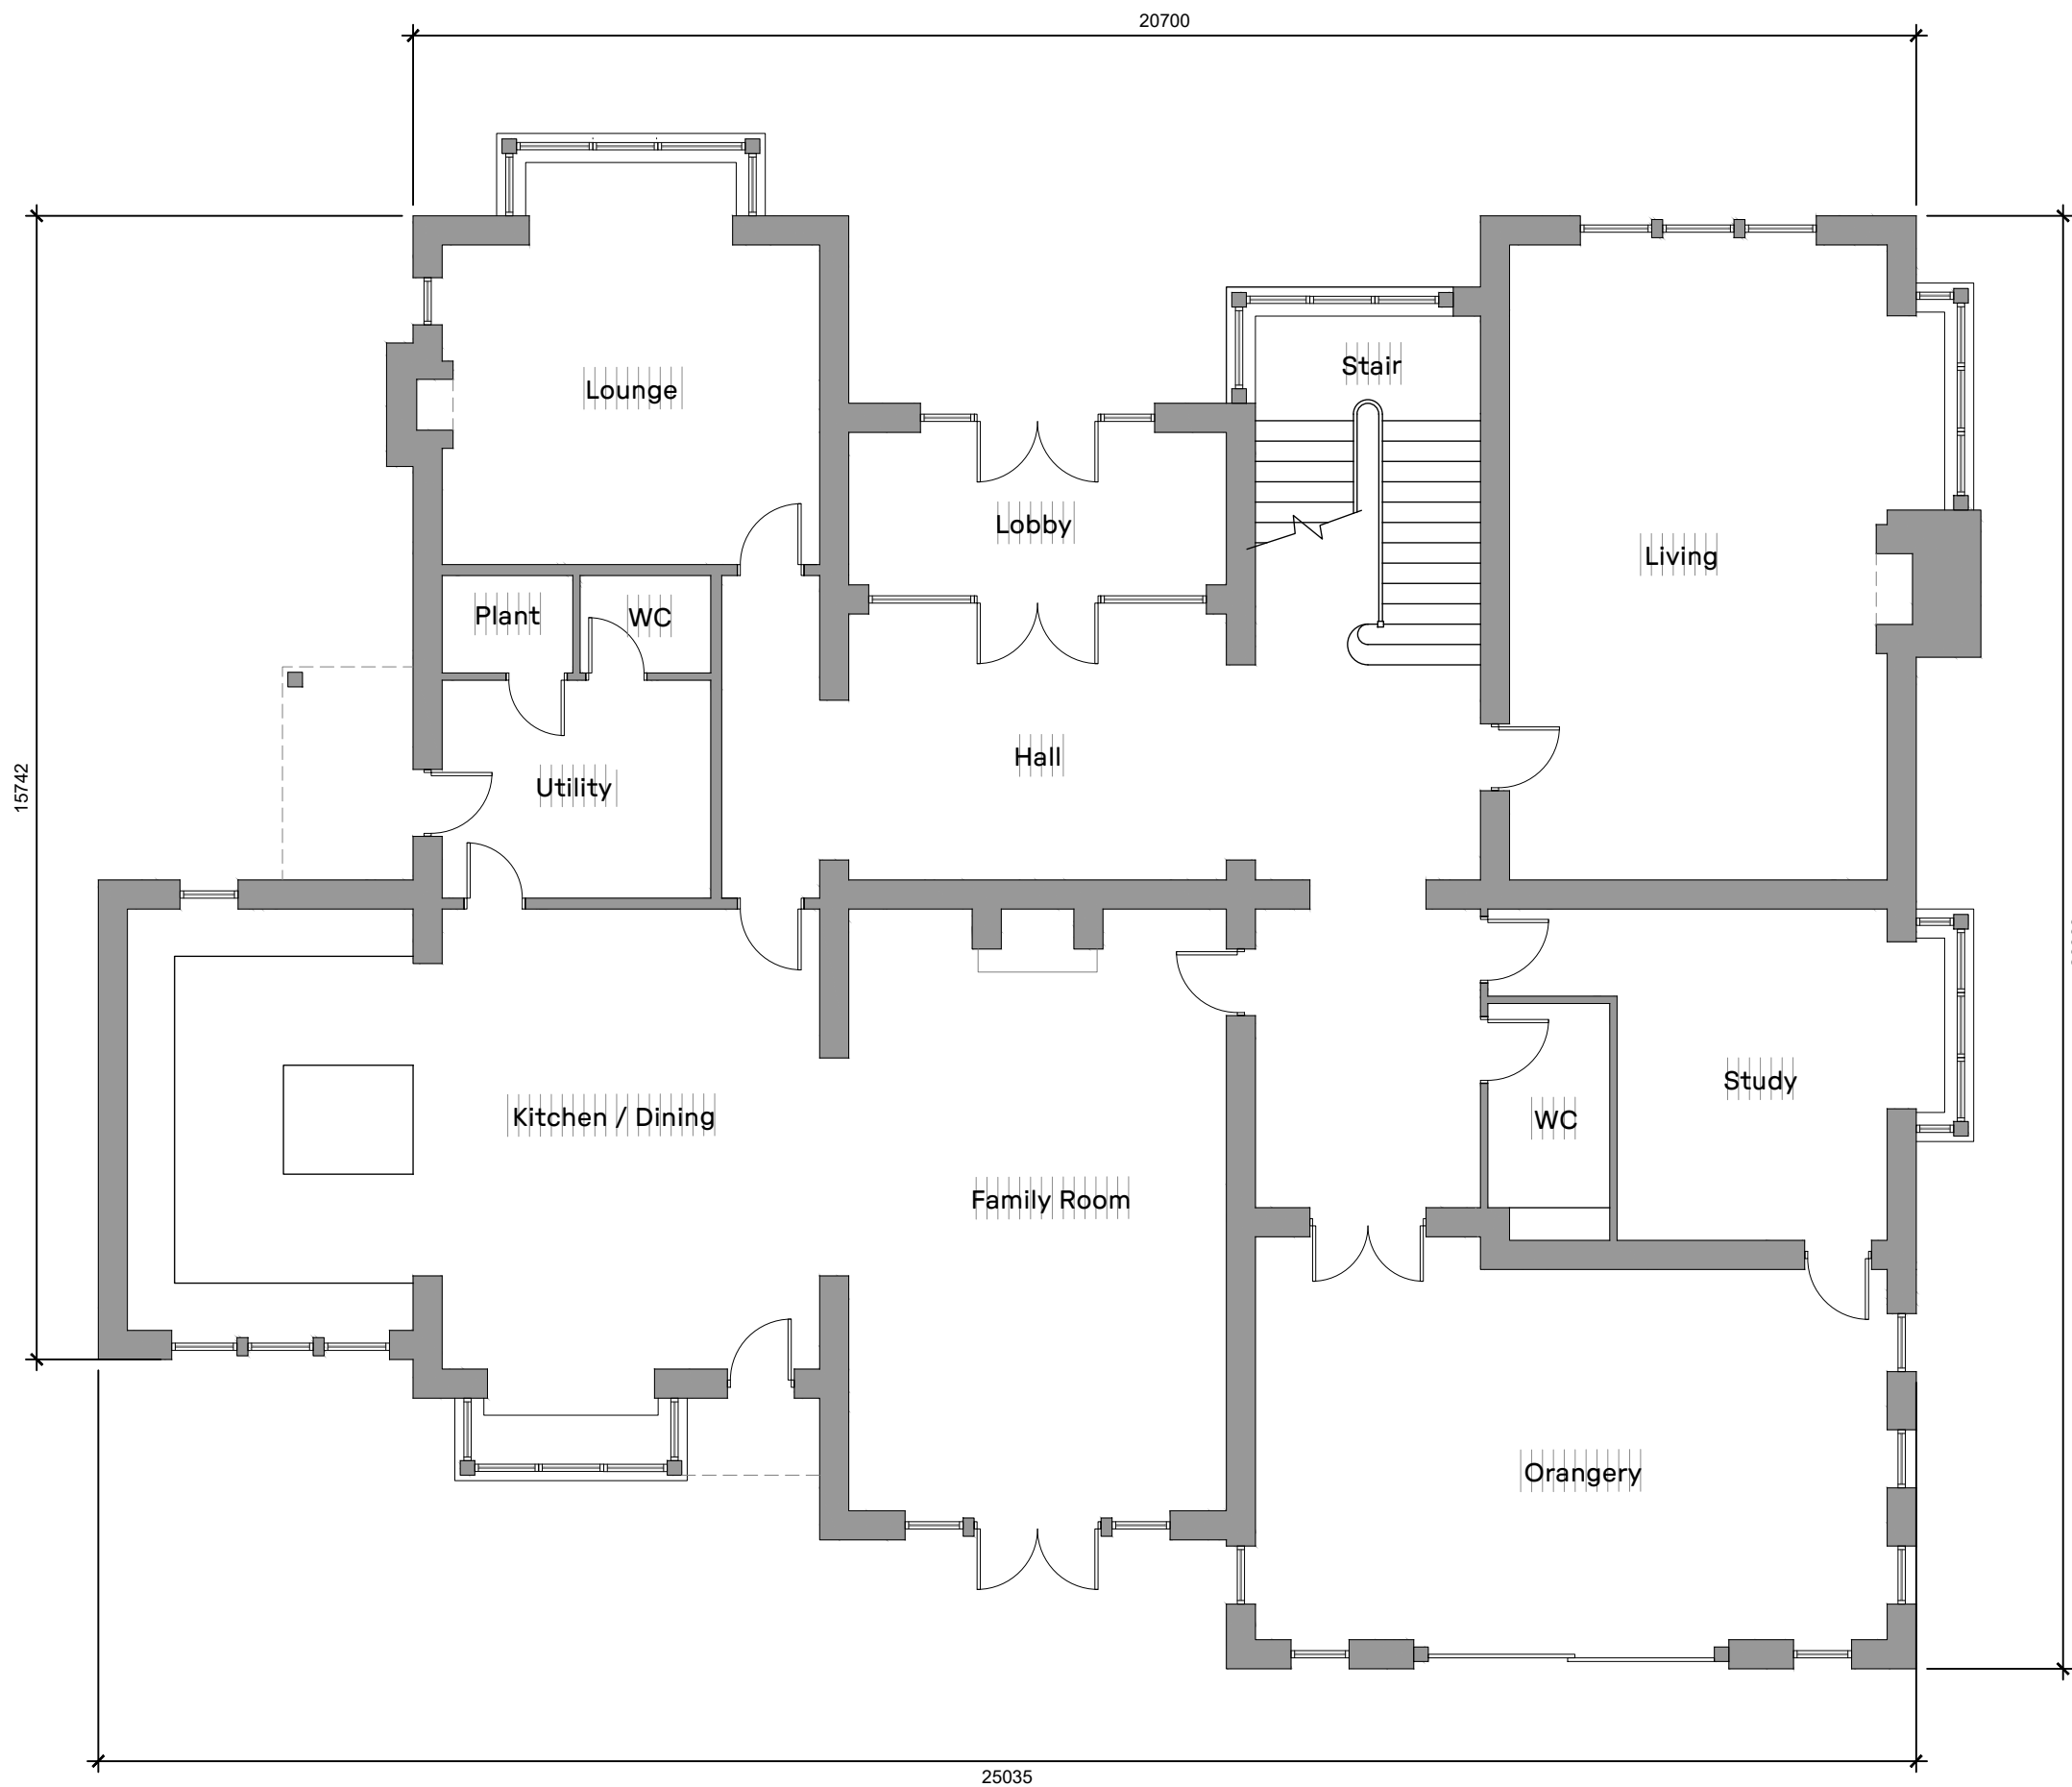 20700
Stair
Lounge
Lobby
Living
Plant
WC
Hall
15742
Utility
Study
Kitchen / Dining
WC
Family Room
Orangery
25035